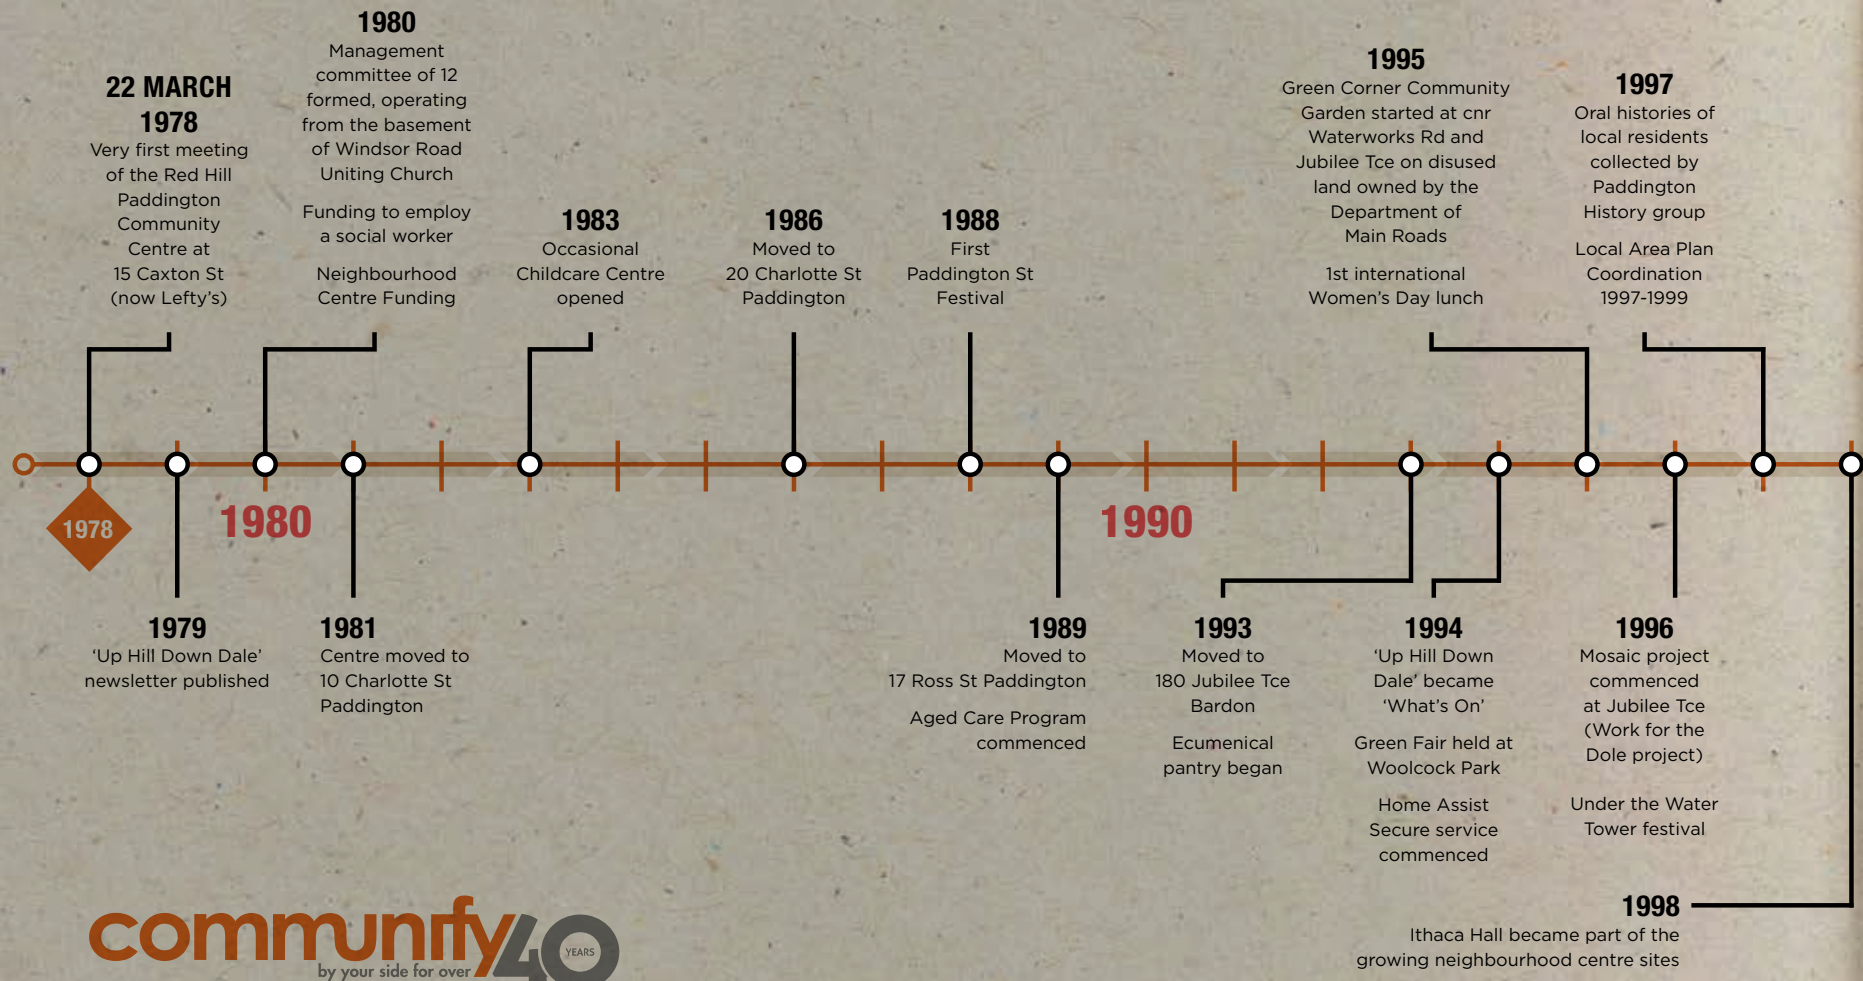 22 MARCH
1978
Very first meeting
of the Red Hill
Paddington
Community
Centre at
15 Caxton St
(now Lefty's)
1980
Management
committee of 12
formed, operating
from the basement
of Windsor Road
Uniting Church
Funding to employ
a social worker
Neighbourhood
Centre Funding
1983
Occasional
Childcare Centre
opened
1986
Moved to
20 Charlotte St
Paddington
1988
First
Paddington St
Festival
1995
Green Corner Community
Garden started at cnr
Waterworks Rd and
Jubilee Tce on disused
land owned by the
Department of
Main Roads
1st international
Women's Day lunch
1997
Oral histories of
local residents
collected by
Paddington
History group
Local Area Plan
Coordination
1997-1999
1978
1980
1990
1979
‘Up Hill Down Dale’
newsletter published
1981
Centre moved to
10 Charlotte St
Paddington
1989
Moved to
17 Ross St Paddington
Aged Care Program
commenced
1993
Moved to
180 Jubilee Tce
Bardon
Ecumenical
pantry began
1994
‘Up Hill Down
Dale’ became
‘What's On’
Green Fair held at
Woolcock Park
Home Assist
Secure service
commenced
1996
Mosaic project
commenced
at Jubilee Tce
(Work for the
Dole project)
Under the Water
Tower festival
1998
Ithaca Hall became part of the
growing neighbourhood centre sites
communify
by your side for over
40
YEARS